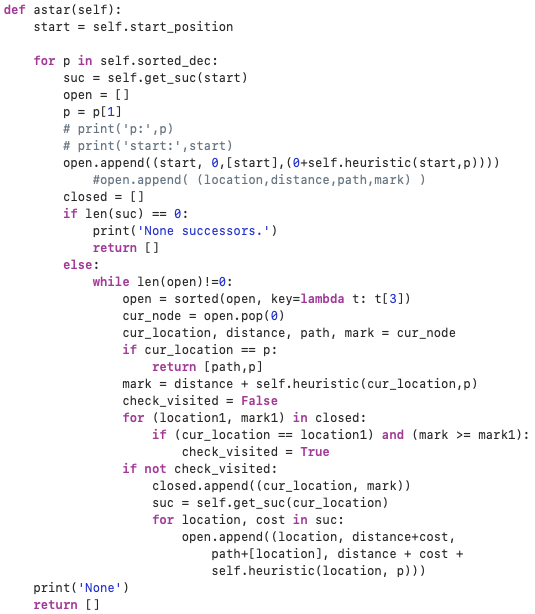 def astar(self):
    start = self.start_position

    for p in self.sorted_dec:
        suc = self.get_suc(start)
        open = []
        p = p[1]
        # print('p:',p)
        # print('start:',start)
        open.append((start, 0,[start],(0+self.heuristic(start,p))))
            #open.append( (location,distance,path,mark) )
        closed = []
        if len(suc) == 0:
            print('None successors.')
            return []
        else:
            while len(open)!=0:
                open = sorted(open, key=lambda t: t[3])
                cur_node = open.pop(0)
                cur_location, distance, path, mark = cur_node
                if cur_location == p:
                    return [path,p]
                mark = distance + self.heuristic(cur_location,p)
                check_visited = False
                for (location1, mark1) in closed:
                    if (cur_location == location1) and (mark >= mark1):
                        check_visited = True
                if not check_visited:
                    closed.append((cur_location, mark))
                    suc = self.get_suc(cur_location)
                    for location, cost in suc:
                        open.append((location, distance+cost,
                            path+[location], distance + cost +
                            self.heuristic(location, p)))
    print('None')
    return []